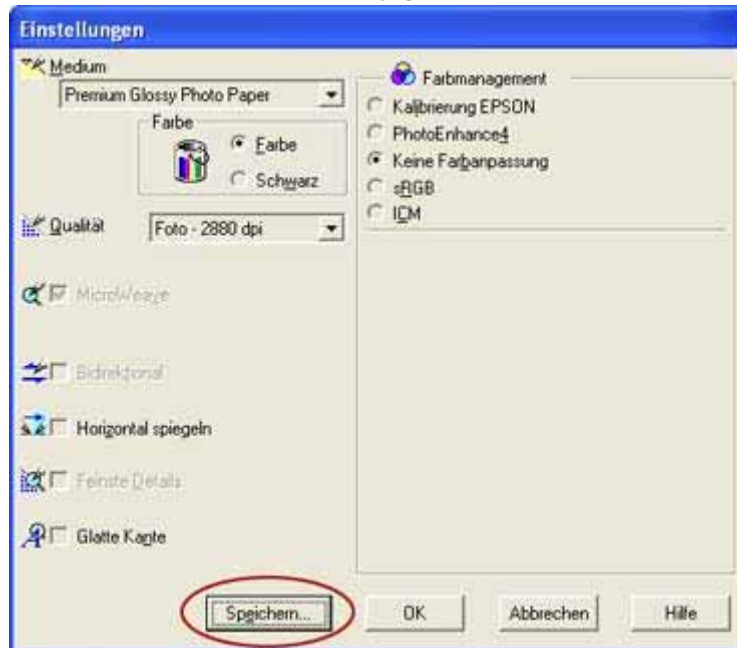 Einstellungen
Medium
Premium Glossy Photo Paper
Farbe
Farbe
Schwarz
Qualität
Foto - 2880 dpi
MicroWeave
Bidirektional
Horizontal spiegeln
Feinste Details
Glatte Kante
Farbmanagement
Kalibrierung EPSON
PhotoEnhance4
Keine Farbanpassung
sRGB
ICM
Speichern...
OK
Abbrechen
Hilfe